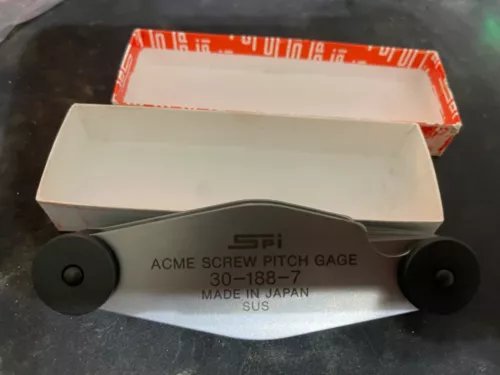 SPi
ACME SCREW PITCH GAGE
30-188-7
MADE IN JAPAN
SUS